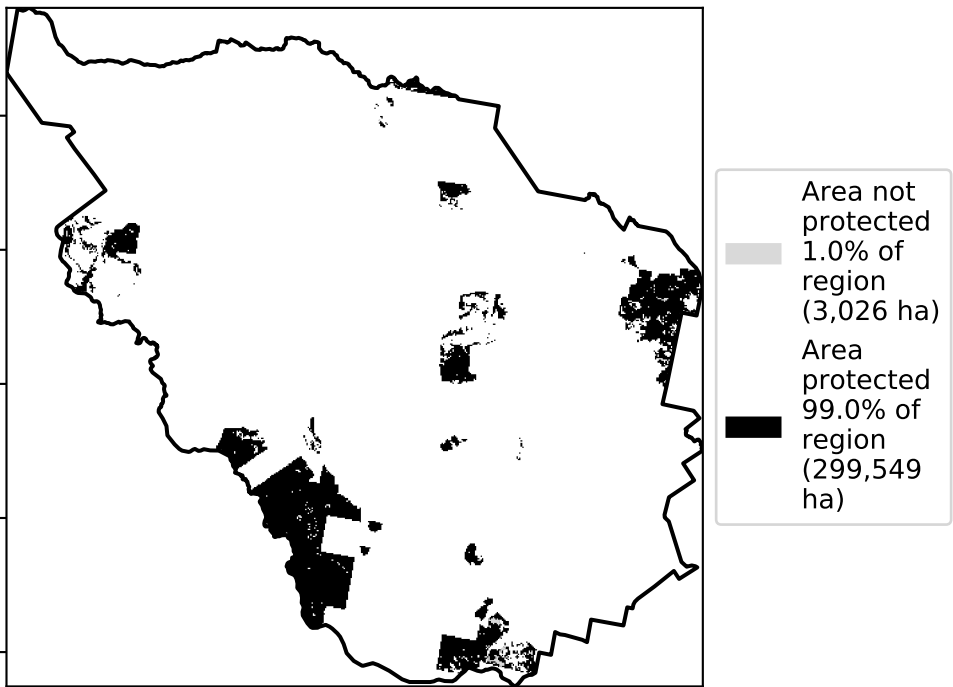 Area not
protected
1.0% of
region
(3,026 ha)
Area
protected
99.0% of
region
(299,549
ha)